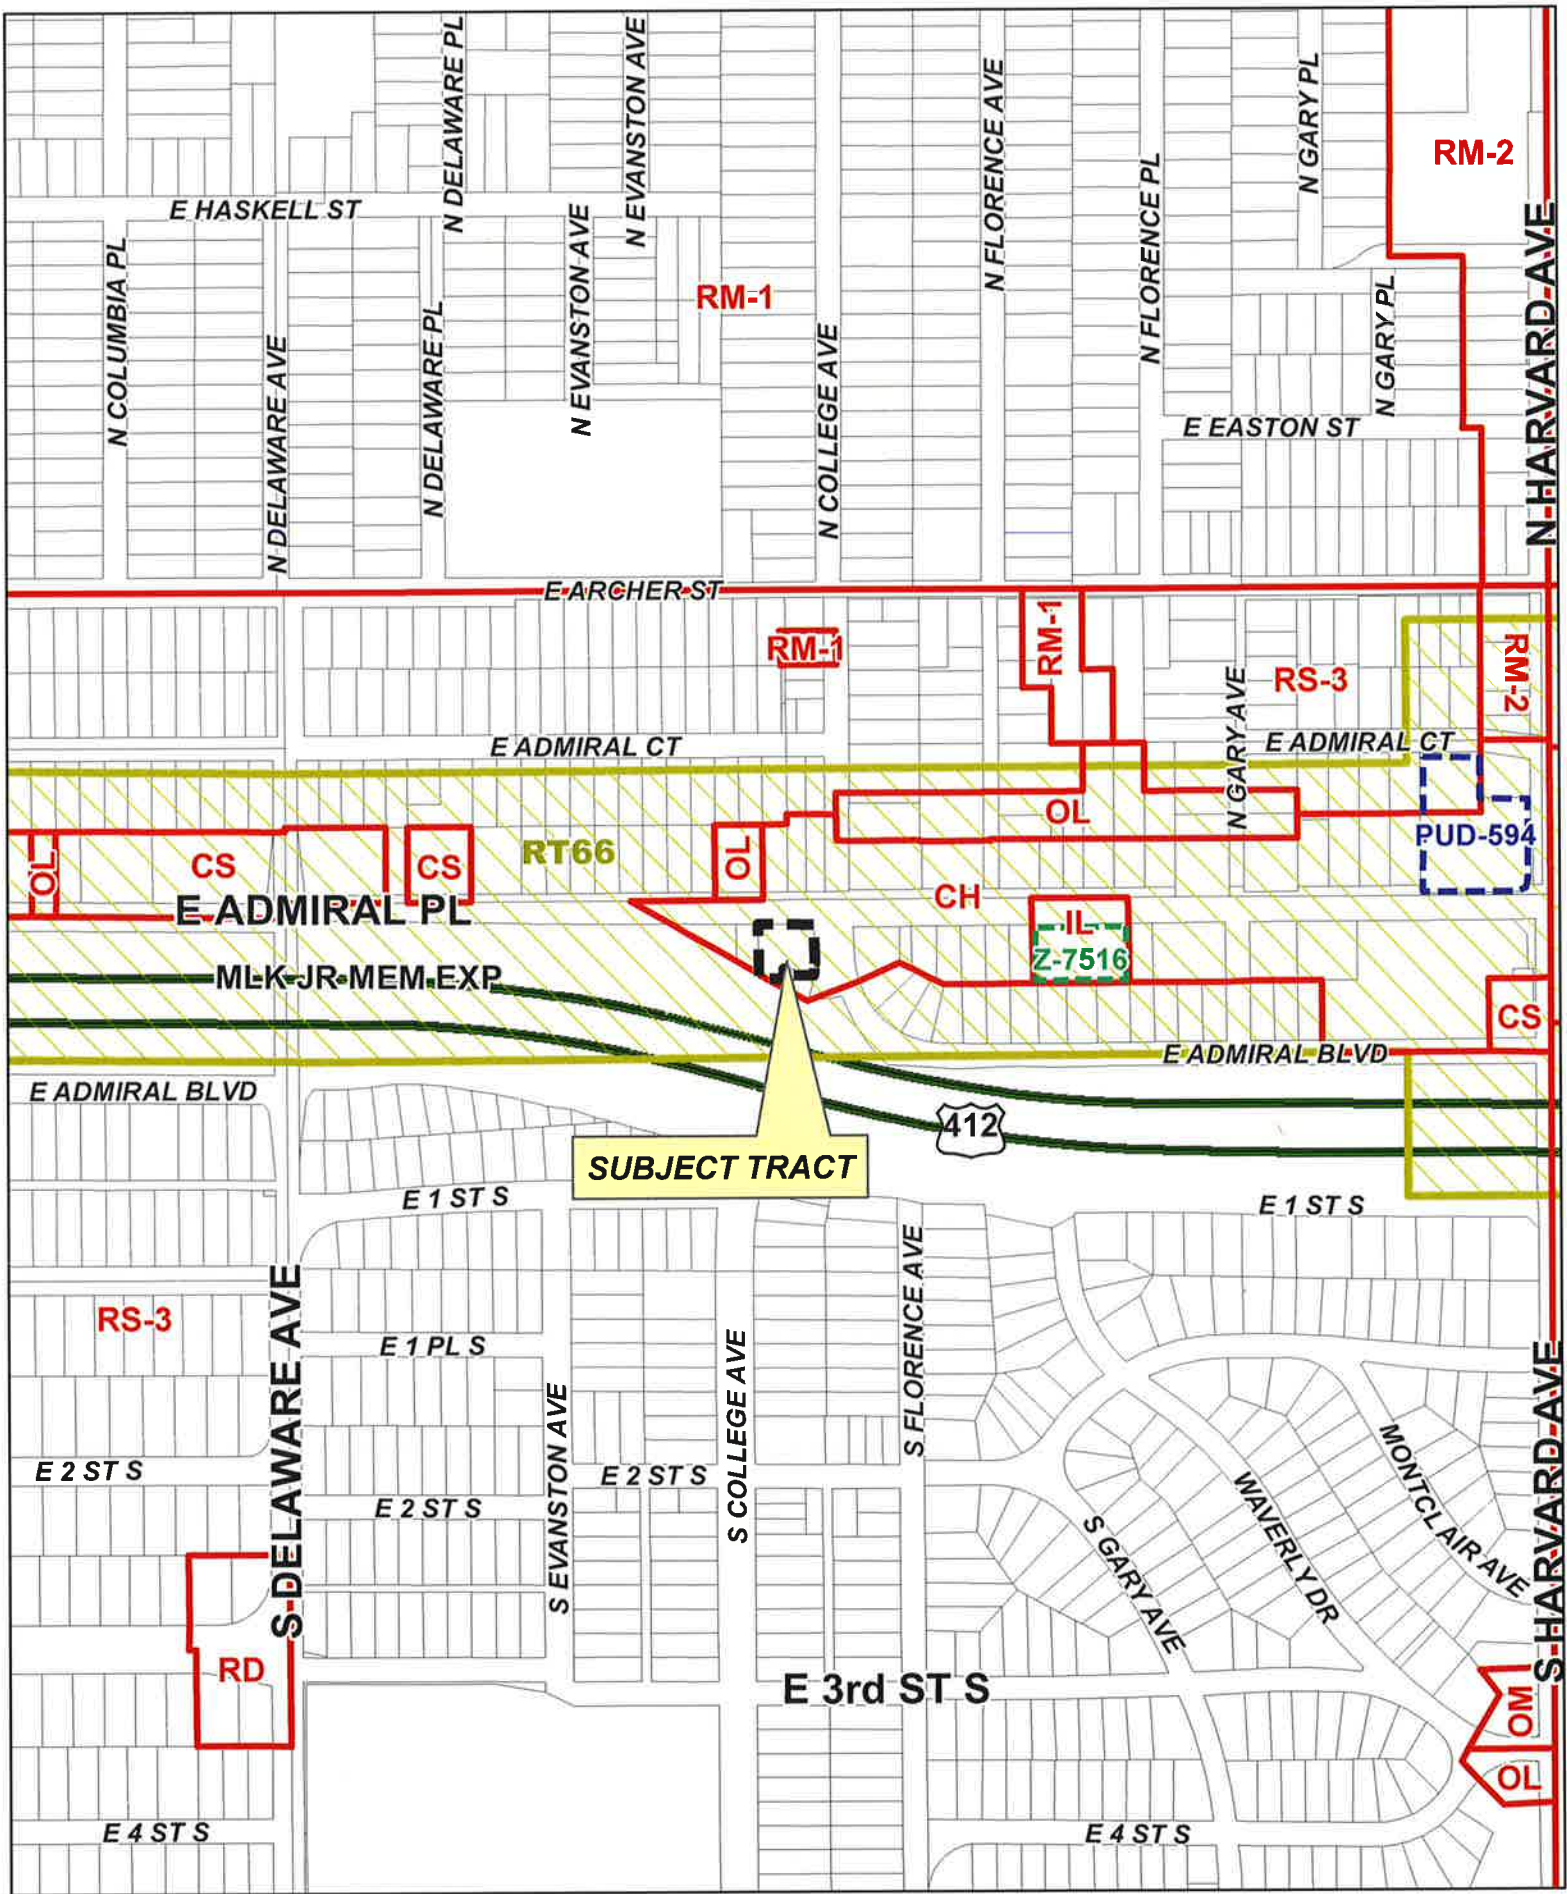 N DELAWARE PL
N EVANSTON AVE
N FLORENCE AVE
N GARY PL
RM-2
E HASKELL ST
N FLORENCE PL
N HARVARD AVE
N COLUMBIA PL
N EVANSTON AVE
RM-1
N GARY PL
N DELAWARE AVE
N DELAWARE PL
N COLLEGE AVE
E EASTON ST
E ARCHER ST
RM-1
RM-1
RS-3
RM-2
N GARY AVE
E ADMIRAL CT
E ADMIRAL CT
OL
PUD-594
OL
CS
CS
RT66
OL
CH
E ADMIRAL PL
IL
Z-7516
MLK JR MEM EXP
CS
E ADMIRAL BLVD
E ADMIRAL BLVD
412
SUBJECT TRACT
E 1 ST S
E 1 ST S
RS-3
S DELAWARE AVE
E 1 PL S
S COLLEGE AVE
S FLORENCE AVE
S HARVARD AVE
S EVANSTON AVE
E 2 ST S
E 2 ST S
E 2 ST S
MONTCLAIR AVE
WAVERLY DR
S GARY AVE
RD
E 3rd ST S
OM
OL
E 4 ST S
E 4 ST S